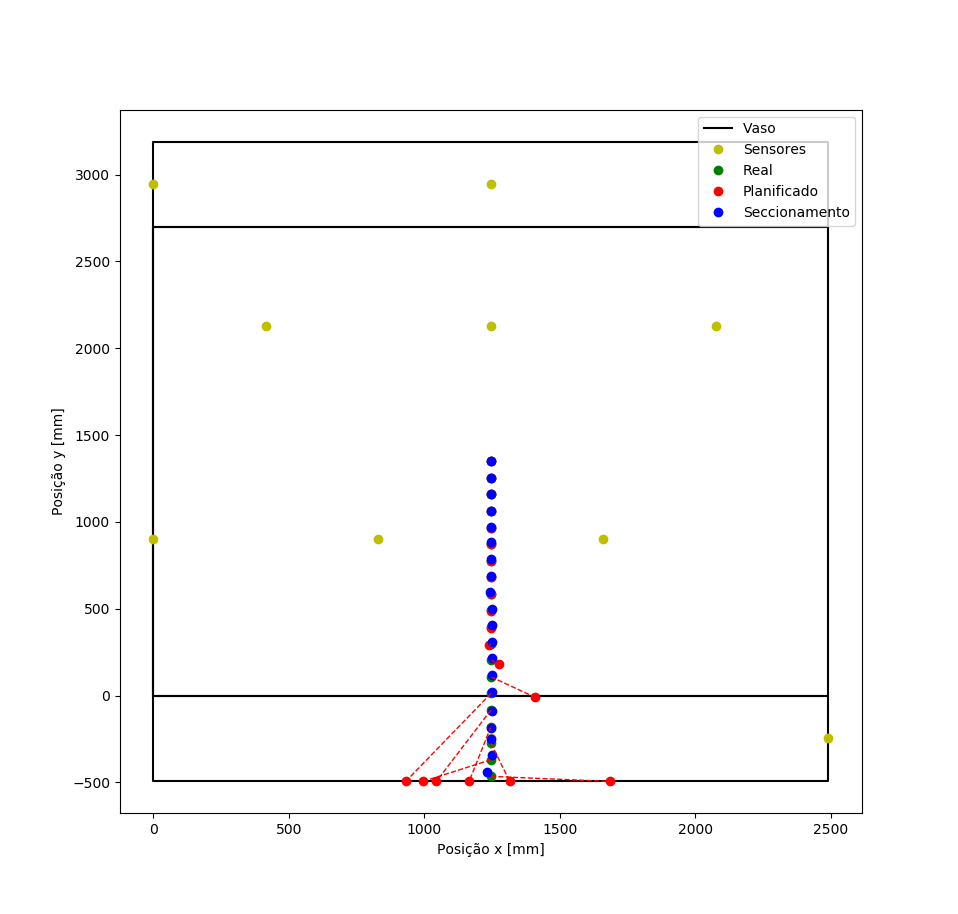 Vaso
Sensores
Real
Planificado
Seccionamento
3000
2500
2000
1500
1000
500
0
−500
Posição y [mm]
0 500 1000 1500 2000 2500
Posição x [mm]